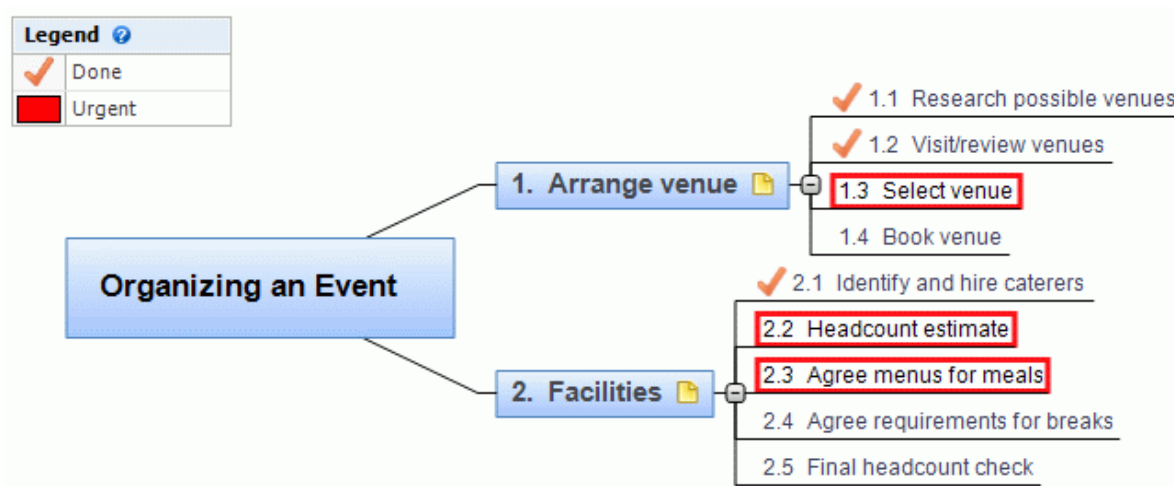 Legend
Done
Urgent
Organizing an Event
1. Arrange venue
1.1 Research possible venues
1.2 Visit/review venues
1.3 Select venue
1.4 Book venue
2. Facilities
2.1 Identify and hire caterers
2.2 Headcount estimate
2.3 Agree menus for meals
2.4 Agree requirements for breaks
2.5 Final headcount check